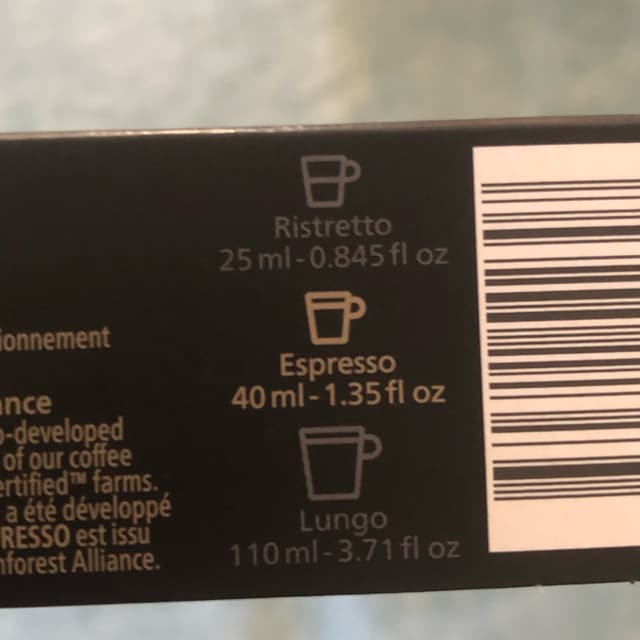 Ristretto
25 ml - 0.845 fl oz
Espresso
40 ml - 1.35 fl oz
Lungo
110 ml - 3.71 fl oz
ionnement
ance
o-developed
of our coffee
ertified™ farms.
a été développé
RESSO est issu
nforest Alliance.